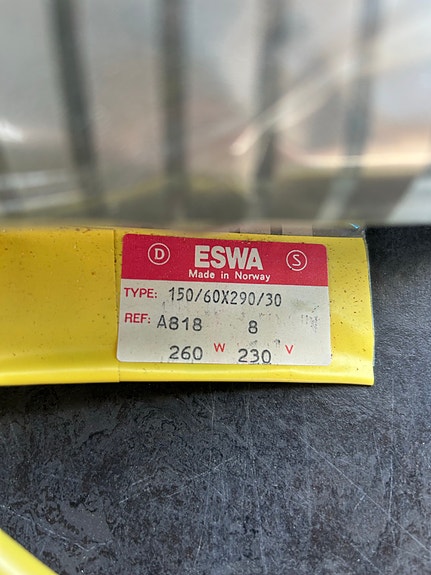 D ESWA S
Made in Norway
TYPE: 150/60X290/30
REF: A818 8
260 W 230 V